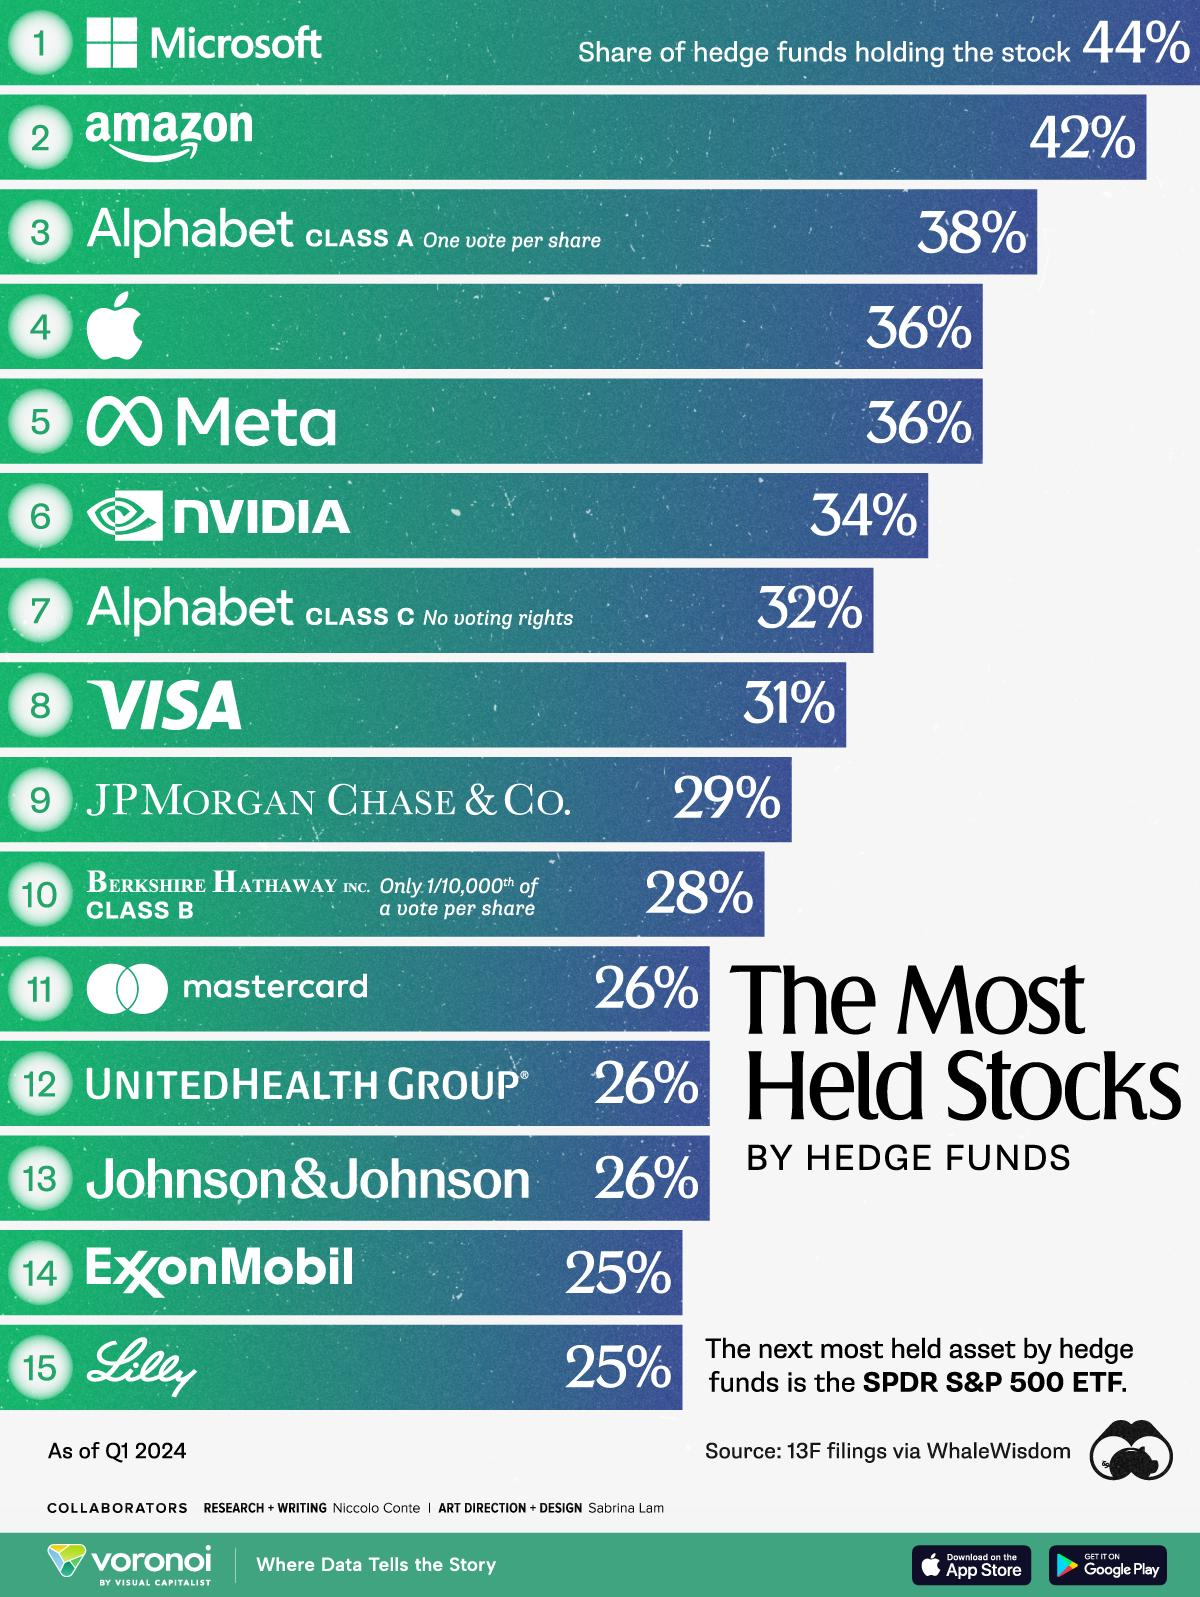 1 Microsoft Share of hedge funds holding the stock 44%
2 amazon 42%
3 Alphabet CLASS A One vote per share 38%
4 36%
5 Meta 36%
6 NVIDIA 34%
7 Alphabet CLASS C No voting rights 32%
8 VISA 31%
9 JPMORGAN CHASE & CO. 29%
10 BERKSHIRE HATHAWAY INC. Only 1/10,000th of
CLASS B a vote per share 28%
11 mastercard 26%
12 UNITEDHEALTH GROUP® 26%
13 Johnson&Johnson 26%
14 ExxonMobil 25%
15 Lilly 25%
The Most
Held Stocks
BY HEDGE FUNDS
The next most held asset by hedge
funds is the SPDR S&P 500 ETF.
As of Q1 2024
Source: 13F filings via WhaleWisdom
COLLABORATORS RESEARCH + WRITING Niccolo Conte | ART DIRECTION + DESIGN Sabrina Lam
voronoi
BY VISUAL CAPITALIST
Where Data Tells the Story
Download on the
App Store
GET IT ON
Google Play